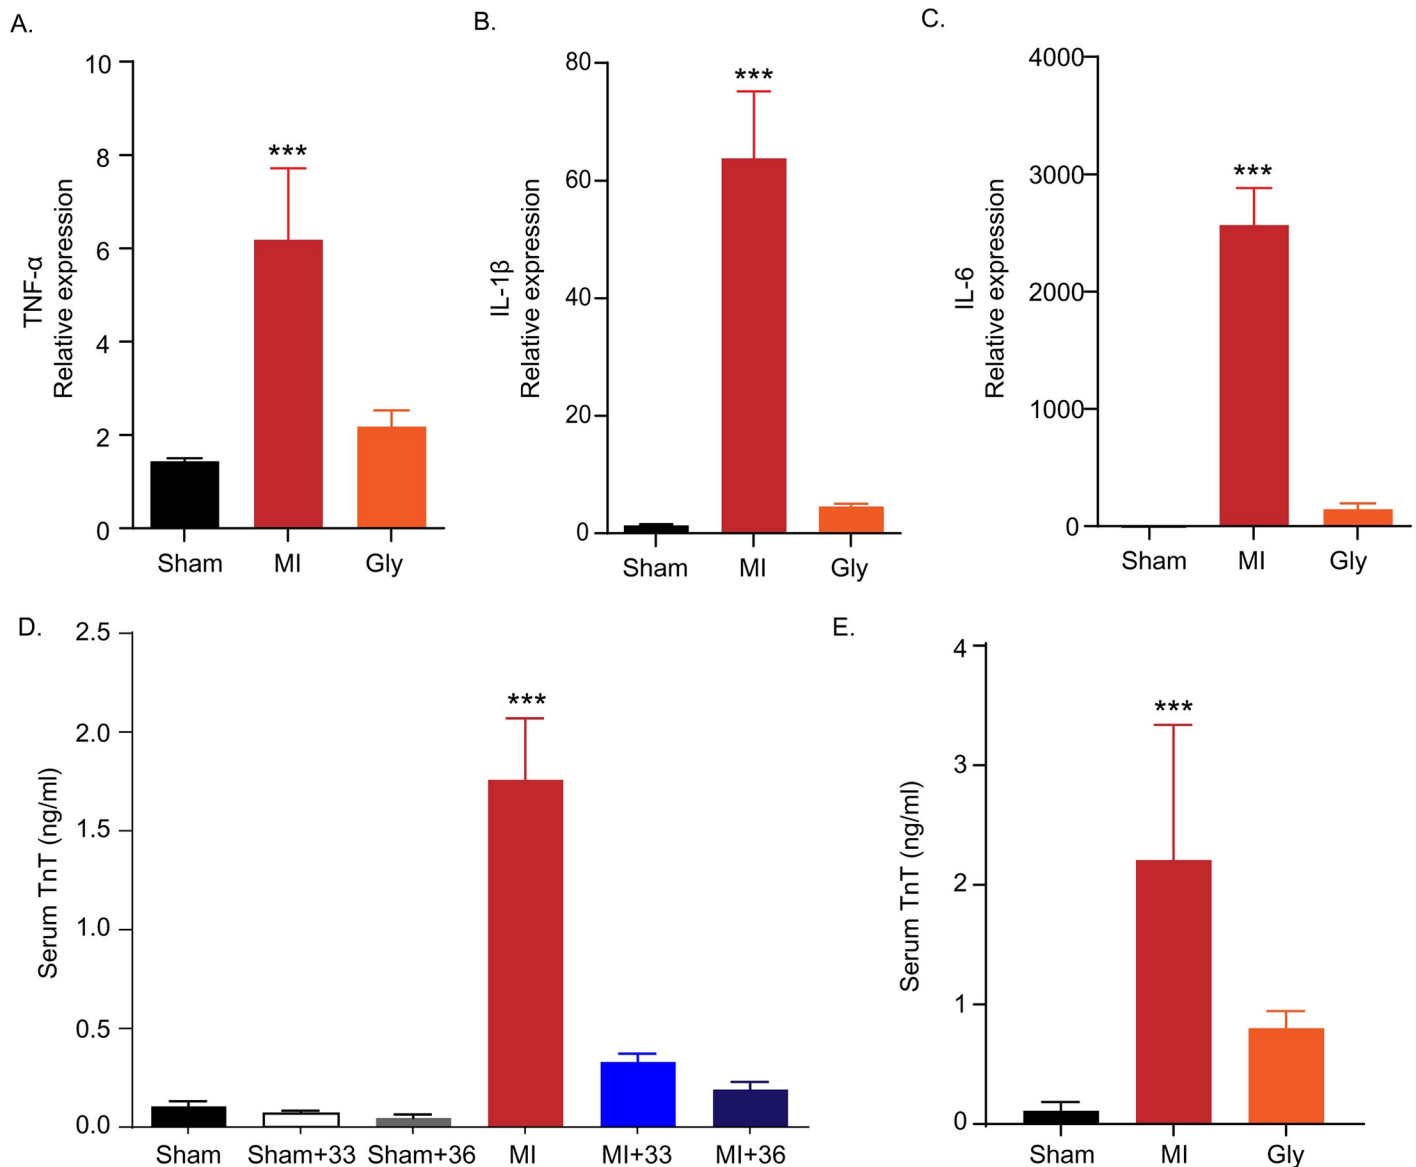 A.
TNF-α
Relative expression
10
8
6
4
2
0
***
Sham MI Gly
B.
IL-1β
Relative expression
80
60
40
20
0
***
Sham MI Gly
C.
IL-6
Relative expression
4000
3000
2000
1000
0
***
Sham MI Gly
D.
Serum TnT (ng/ml)
2.5
2.0
1.5
1.0
0.5
0.0
***
Sham Sham+33 Sham+36 MI MI+33 MI+36
E.
Serum TnT (ng/ml)
4
3
2
1
0
***
Sham MI Gly